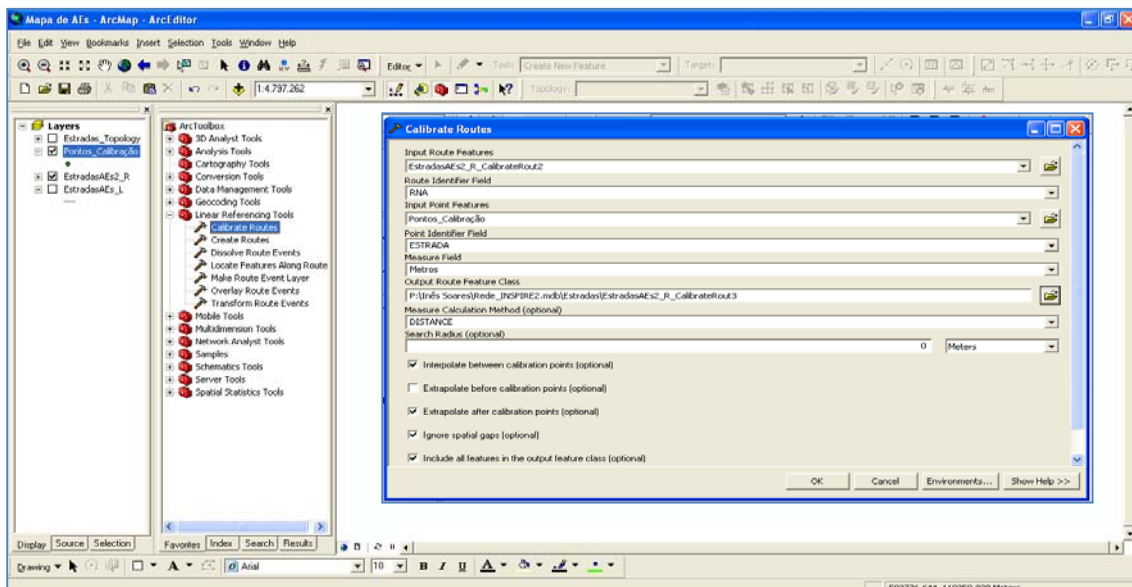 Mapa de AEs - ArcMap - ArcEditor
File Edit View Bookmarks Insert Selection Tools Window Help
Editor Task: Create New Feature Target:
1:4.797.262 Topology:
Layers
Estradas_Topology
Pontos_Calibração
EstradasAEs2_R
EstradasAEs_L
ArcToolbox
3D Analyst Tools
Analysis Tools
Cartography Tools
Conversion Tools
Data Management Tools
Geocoding Tools
Linear Referencing Tools
Calibrate Routes
Create Routes
Dissolve Route Events
Locate Features Along Route
Make Route Event Layer
Overlay Route Events
Transform Route Events
Mobile Tools
Multidimension Tools
Network Analyst Tools
Samples
Schematics Tools
Server Tools
Spatial Statistics Tools
Calibrate Routes
Input Route Features
EstradasAEs2_R_CalibrateRout2
Route Identifier Field
RNA
Input Point Features
Pontos_Calibração
Point Identifier Field
ESTRADA
Measure Field
Metros
Output Route Feature Class
P:\Inês Soares\Rede_INSPIRE2.mdb\Estradas\EstradasAEs2_R_CalibrateRout3
Measure Calculation Method (optional)
DISTANCE
Search Radius (optional)
0 Meters
Interpolate between calibration points (optional)
Extrapolate before calibration points (optional)
Extrapolate after calibration points (optional)
Ignore spatial gaps (optional)
Include all features in the output feature class (optional)
OK Cancel Environments... Show Help >>
Display Source Selection
Favorites Index Search Results
Drawing A Arial 10 B I U A